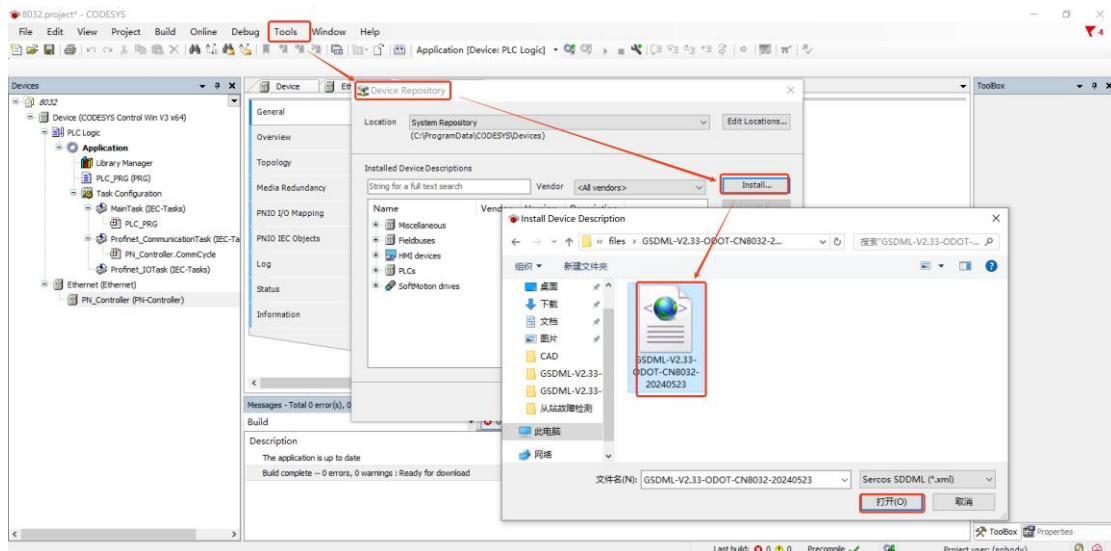 8032.project* - CODESYS
File Edit View Project Build Online Debug Tools Window Help
4
Application [Device: PLC Logic]
Devices
8032
Device (CODESYS Control Win V3 x64)
PLC Logic
Application
Library Manager
PLC_PRG (PRG)
Task Configuration
MainTask (IEC-Tasks)
PLC_PRG
Profinet_CommunicationTask (IEC-Ta
PN_Controller.CommCycle
Profinet_IOTask (IEC-Tasks)
Ethernet (Ethernet)
PN_Controller (PN-Controller)
Device
Et
General
Overview
Topology
Media Redundancy
PNIO I/O Mapping
PNIO IEC Objects
Log
Status
Information
Device Repository
Location System Repository
(C:\ProgramData\CODESYS\Devices)
Edit Locations...
Installed Device Descriptions
String for a full text search Vendor <All vendors>
Install...
Name Vendor Version Description
Miscellaneous
Fieldbuses
HMI devices
PLCs
SoftMotion drives
Install Device Description
« files › GSDML-V2.33-ODOT-CN8032-2...
搜索"GSDML-V2.33-ODOT-...
组织 新建文件夹
桌面
下载
文档
图片
CAD
GSDML-V2.33-
GSDML-V2.33-
从站故障检测
此电脑
网络
GSDML-V2.33-
ODOT-CN8032-
20240523
文件名(N): GSDML-V2.33-ODOT-CN8032-20240523
Sercos SDDML (*.xml)
打开(O) 取消
Messages - Total 0 error(s), 0
Build
Description
The application is up to date
Build complete -- 0 errors, 0 warnings : Ready for download
ToolBox
ToolBox Properties
Last build: 0 0 Precompile
Project user: (nobody)